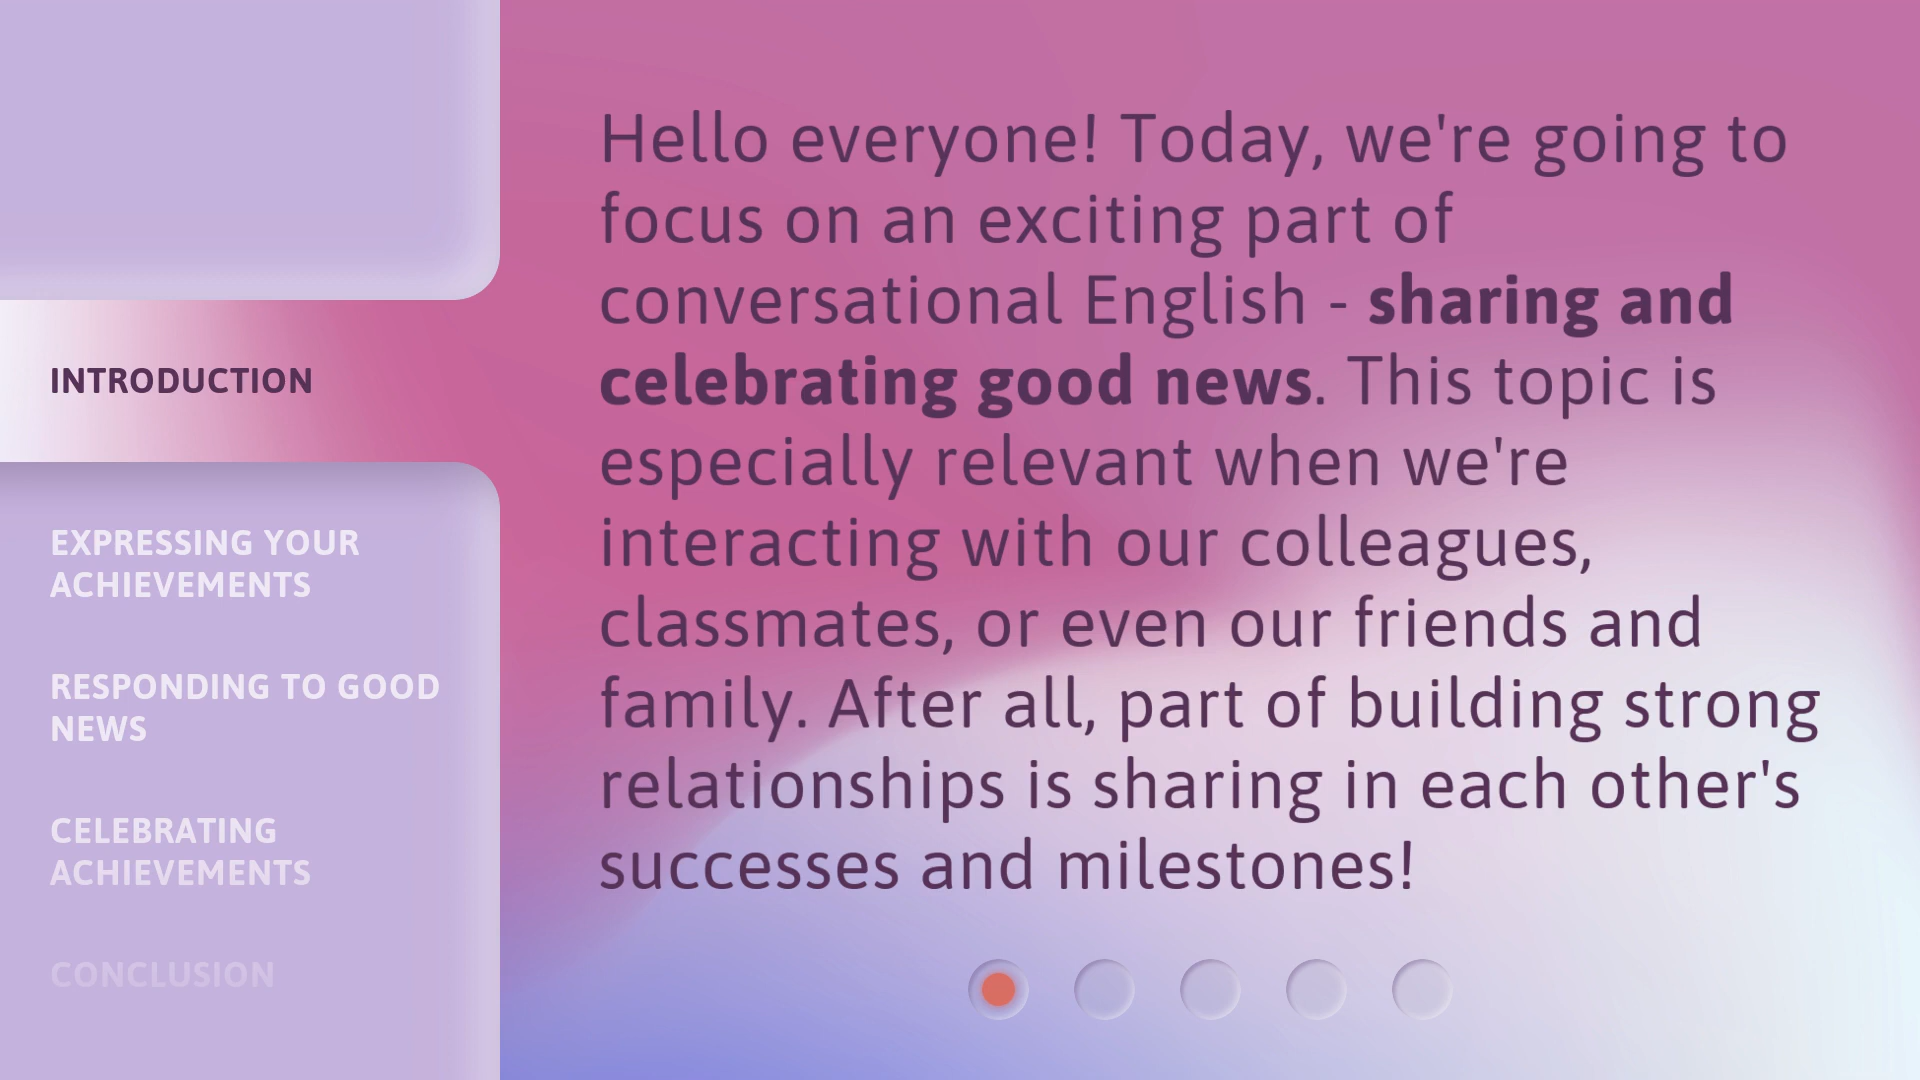 INTRODUCTION
EXPRESSING YOUR
ACHIEVEMENTS
RESPONDING TO GOOD
NEWS
CELEBRATING
ACHIEVEMENTS
CONCLUSION
Hello everyone! Today, we're going to
focus on an exciting part of
conversational English - sharing and
celebrating good news. This topic is
especially relevant when we're
interacting with our colleagues,
classmates, or even our friends and
family. After all, part of building strong
relationships is sharing in each other's
successes and milestones!